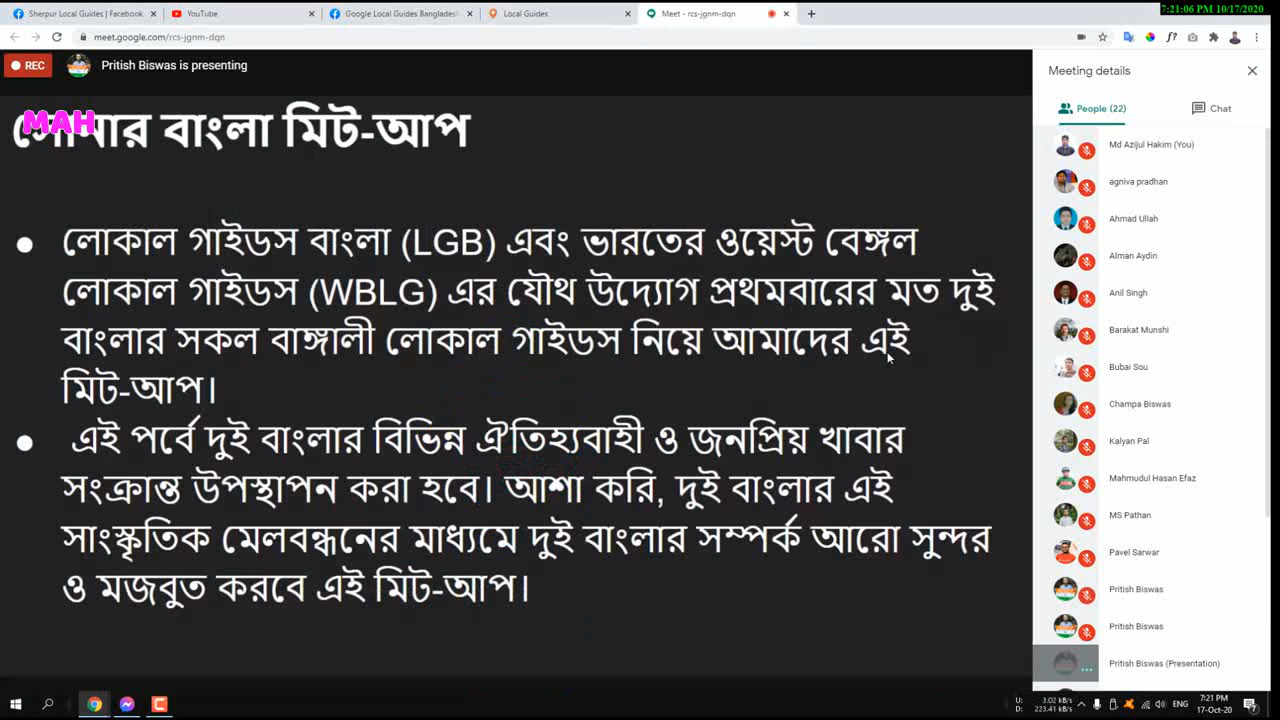 Sherpur Local Guides | Facebook
YouTube
Google Local Guides Bangladesh
Local Guides
Meet - rcs-jgnm-dqn
7:21:06 PM 10/17/2020
meet.google.com/rcs-jgnm-dqn
REC
Pritish Biswas is presenting
Meeting details
People (22)
Chat
MAH
বাংলা মিট-আপ
লোকাল গাইডস বাংলা (LGB) এবং ভারতের ওয়েস্ট বেঙ্গল
লোকাল গাইডস (WBLG) এর যৌথ উদ্যোগ প্রথমবারের মত দুই
বাংলার সকল বাঙ্গালী লোকাল গাইডস নিয়ে আমাদের এই
মিট-আপ।
এই পর্বে দুই বাংলার বিভিন্ন ঐতিহ্যবাহী ও জনপ্রিয় খাবার
সংক্রান্ত উপস্থাপন করা হবে। আশা করি, দুই বাংলার এই
সাংস্কৃতিক মেলবন্ধনের মাধ্যমে দুই বাংলার সম্পর্ক আরো সুন্দর
ও মজবুত করবে এই মিট-আপ।
Md Azijul Hakim (You)
agniva pradhan
Ahmad Ullah
Alman Aydin
Anil Singh
Barakat Munshi
Bubai Sou
Champa Biswas
Kalyan Pal
Mahmudul Hasan Efaz
MS Pathan
Pavel Sarwar
Pritish Biswas
Pritish Biswas
Pritish Biswas (Presentation)
U: 3.02 kB/s
D: 223.41 kB/s
ENG
7:21 PM
17-Oct-20